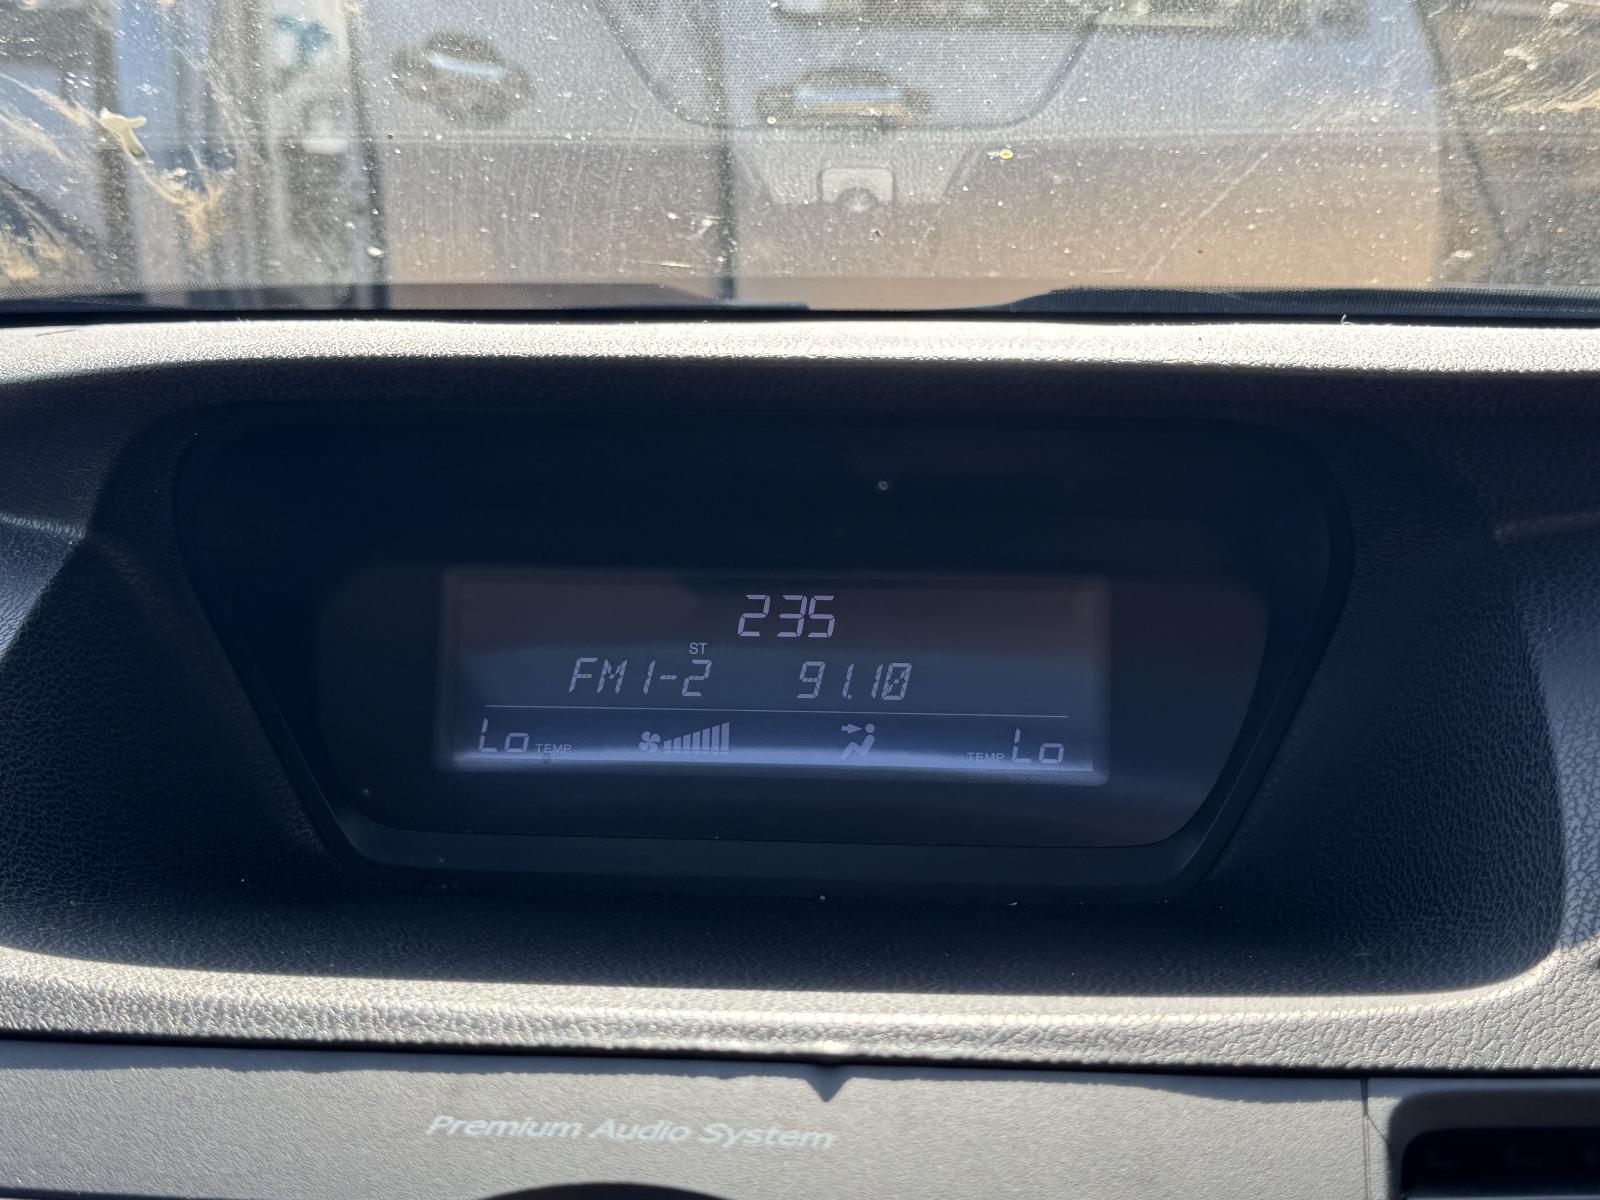 235
ST
FM1-2 91.10
Lo TEMP TEMP Lo
Premium Audio System